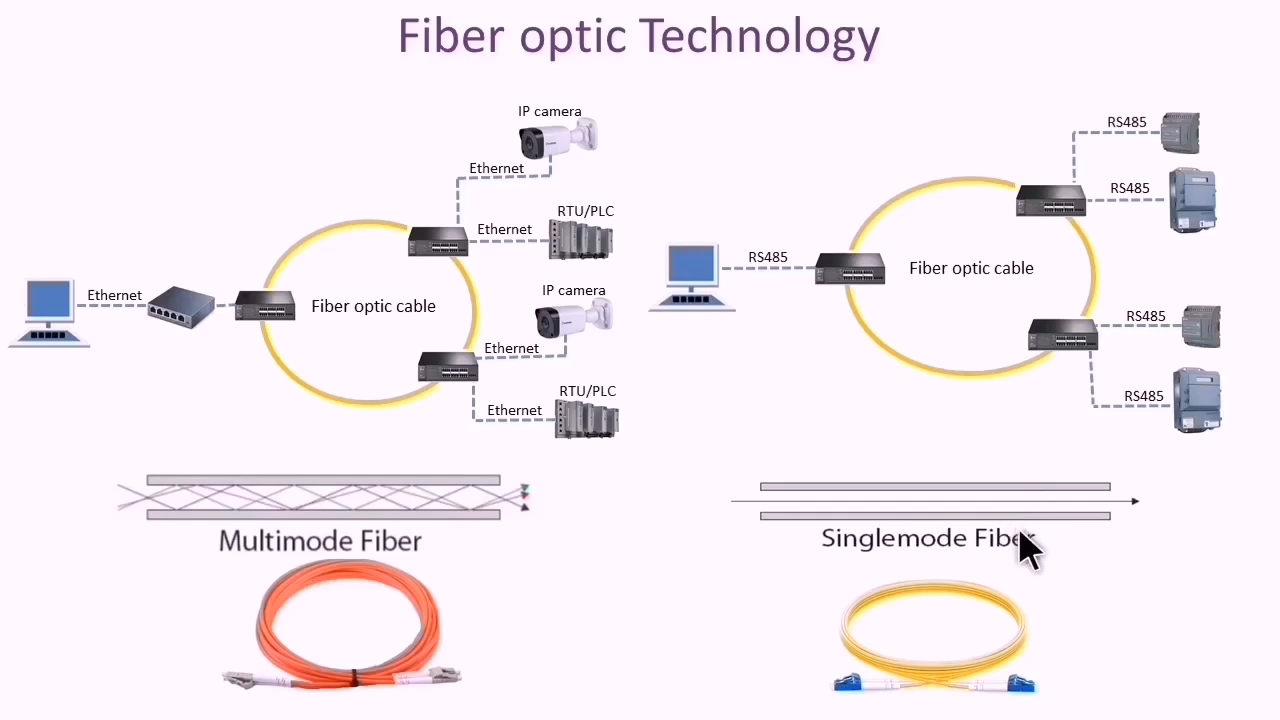 Fiber optic Technology
IP camera
Ethernet
RTU/PLC
Ethernet
Ethernet
Fiber optic cable
IP camera
Ethernet
RTU/PLC
Ethernet
RS485
RS485
RS485
Fiber optic cable
RS485
RS485
Multimode Fiber
Singlemode Fiber